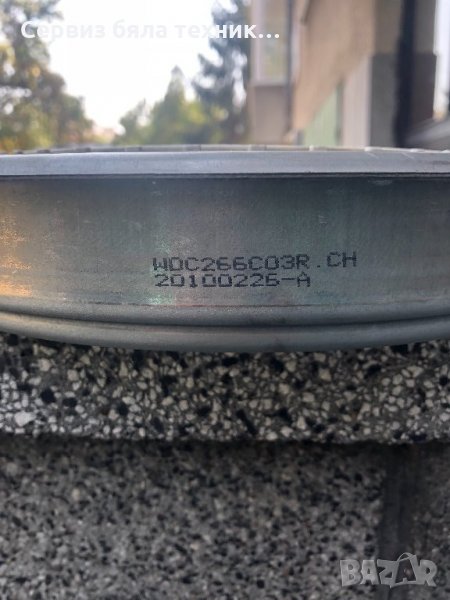 Сервиз бяла техник...
WDC266C03R.CH
20100226-A
BAZAR